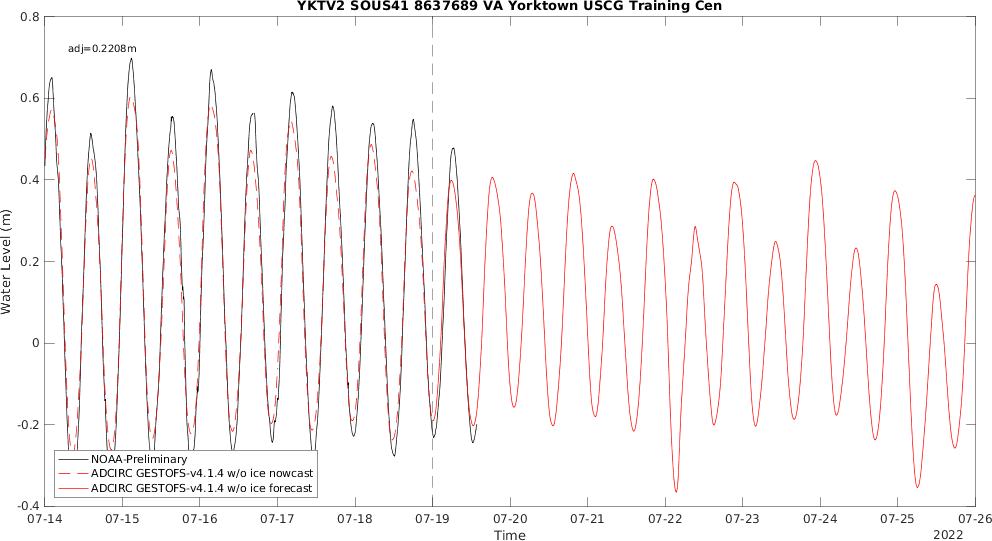 YKTV2 SOUS41 8637689 VA Yorktown USCG Training Cen
adj=0.2208m
0.8
0.6
0.4
0.2
0
-0.2
-0.4
Water Level (m)
NOAA-Preliminary
ADCIRC GESTOFS-v4.1.4 w/o ice nowcast
ADCIRC GESTOFS-v4.1.4 w/o ice forecast
07-14 07-15 07-16 07-17 07-18 07-19 07-20 07-21 07-22 07-23 07-24 07-25 07-26
Time
2022